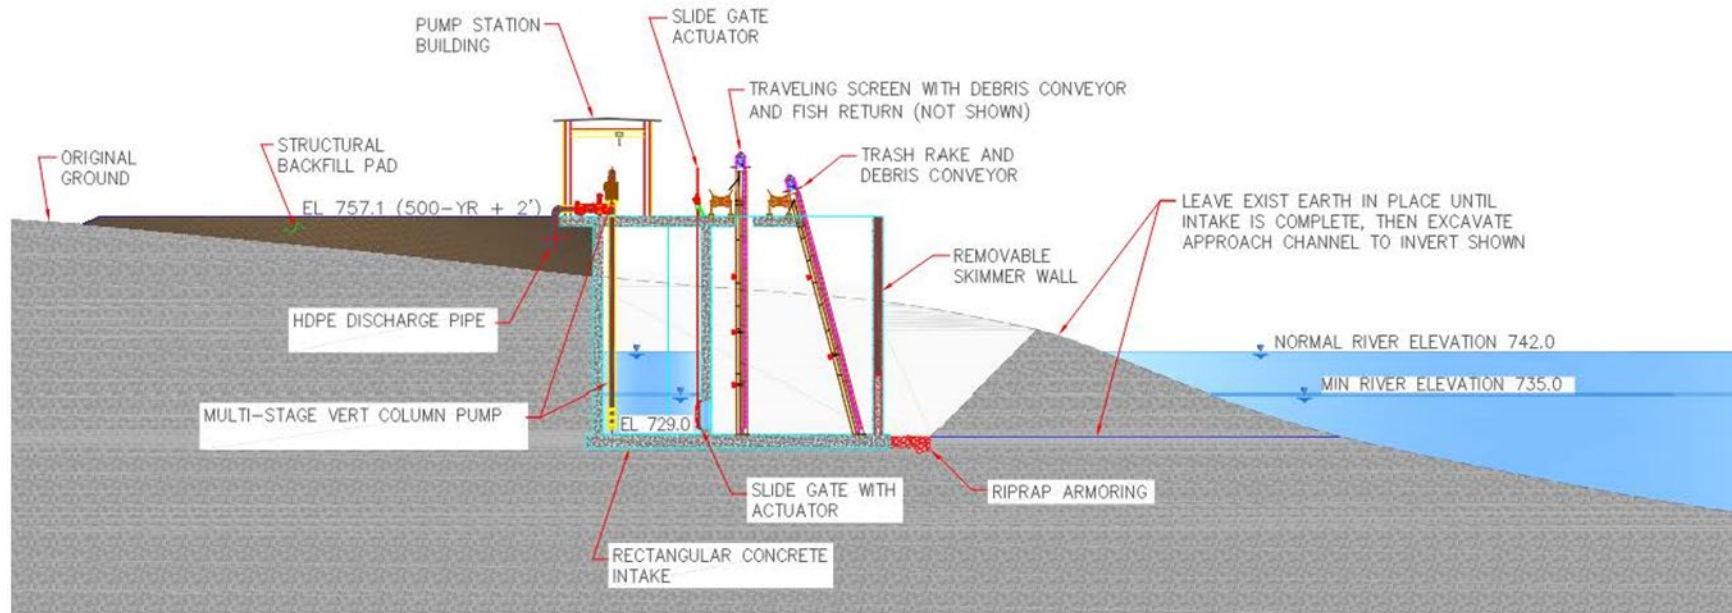 PUMP STATION
BUILDING
SLIDE GATE
ACTUATOR
TRAVELING SCREEN WITH DEBRIS CONVEYOR
AND FISH RETURN (NOT SHOWN)
ORIGINAL
GROUND
STRUCTURAL
BACKFILL PAD
TRASH RAKE AND
DEBRIS CONVEYOR
EL 757.1 (500-YR + 2')
LEAVE EXIST EARTH IN PLACE UNTIL
INTAKE IS COMPLETE, THEN EXCAVATE
APPROACH CHANNEL TO INVERT SHOWN
REMOVABLE
SKIMMER WALL
HDPE DISCHARGE PIPE
NORMAL RIVER ELEVATION 742.0
MIN RIVER ELEVATION 735.0
MULTI-STAGE VERT COLUMN PUMP
EL 729.0
SLIDE GATE WITH
ACTUATOR
RIPRAP ARMORING
RECTANGULAR CONCRETE
INTAKE